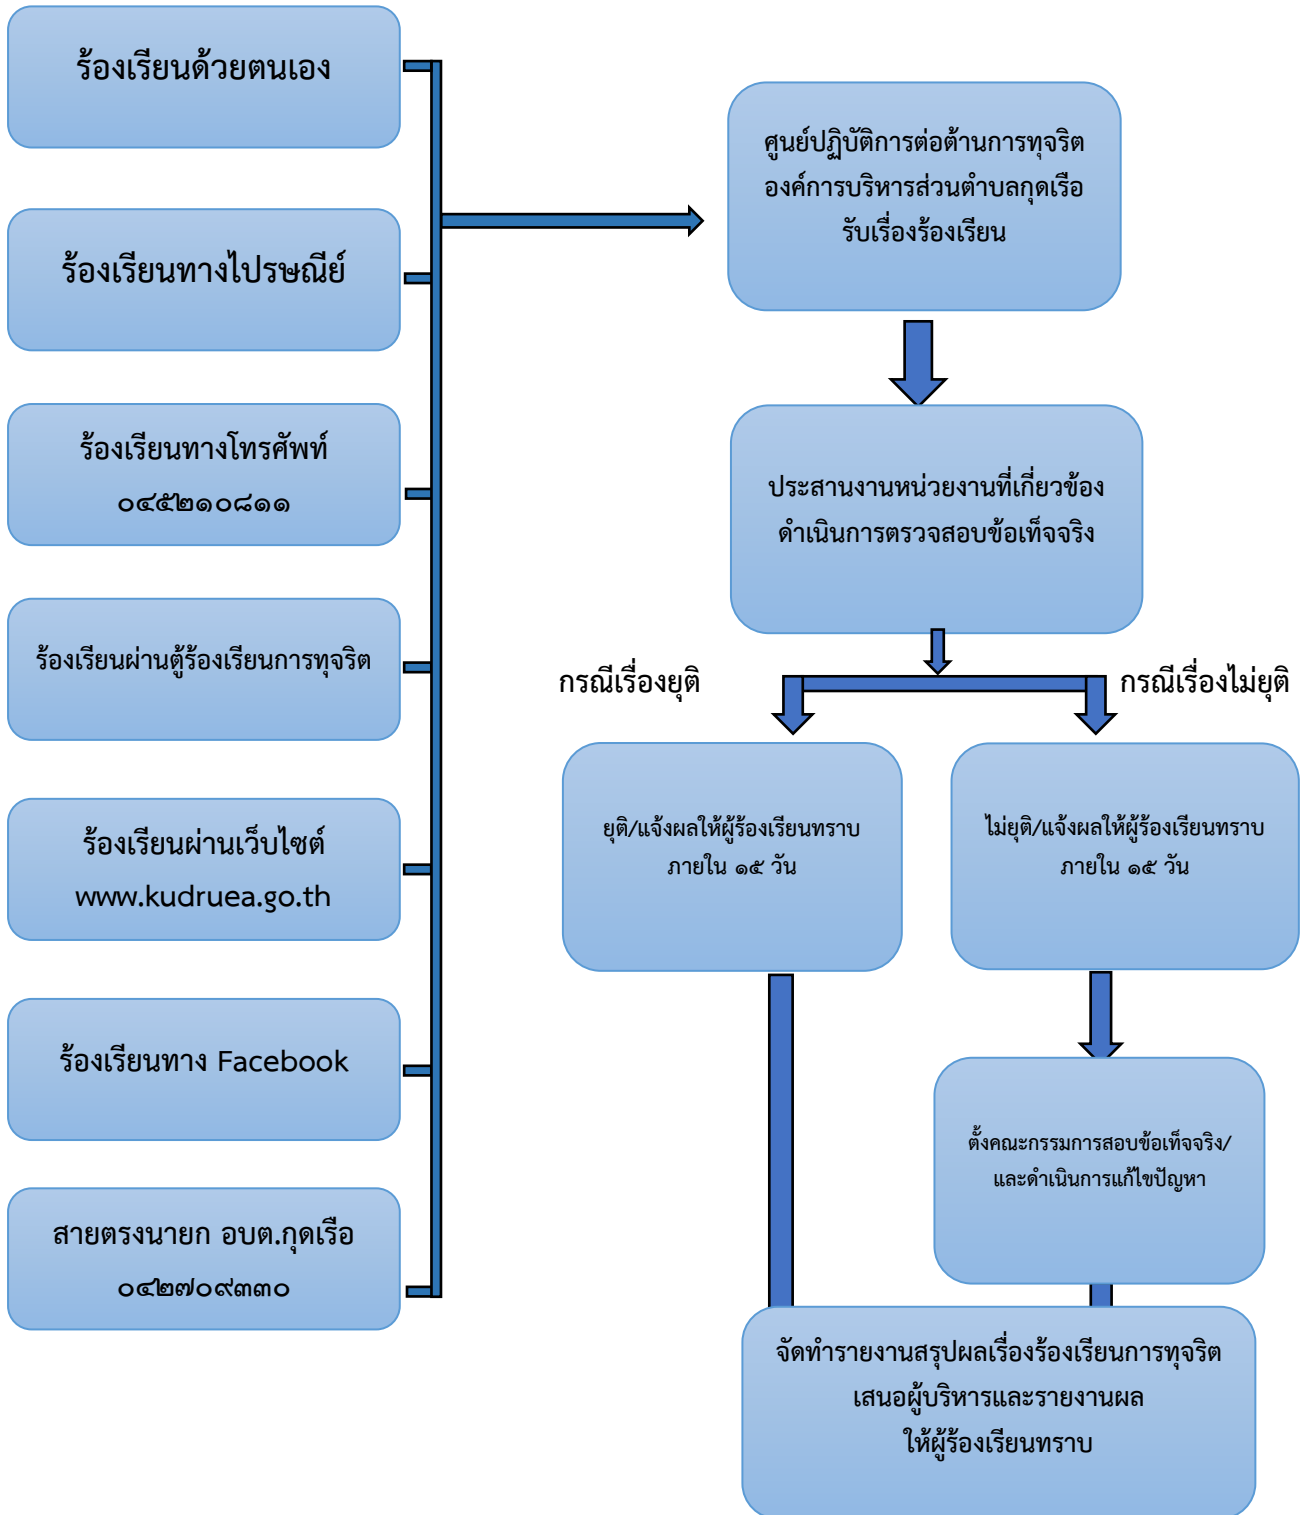 ร้องเรียนด้วยตนเอง
ร้องเรียนทางไปรษณีย์
ร้องเรียนทางโทรศัพท์
๐๔๕๒๑๐๘๑๑
ร้องเรียนผ่านตู้ร้องเรียนการทุจริต
ร้องเรียนผ่านเว็บไซต์
www.kudruea.go.th
ร้องเรียนทาง Facebook
สายตรงนายก อบต.กุดเรือ
๐๔๒๗๐๙๓๓๐
ศูนย์ปฏิบัติการต่อต้านการทุจริต
องค์การบริหารส่วนตำบลกุดเรือ
รับเรื่องร้องเรียน
ประสานงานหน่วยงานที่เกี่ยวข้อง
ดำเนินการตรวจสอบข้อเท็จจริง
กรณีเรื่องยุติ
กรณีเรื่องไม่ยุติ
ยุติ/แจ้งผลให้ผู้ร้องเรียนทราบ
ภายใน ๑๕ วัน
ไม่ยุติ/แจ้งผลให้ผู้ร้องเรียนทราบ
ภายใน ๑๕ วัน
ตั้งคณะกรรมการสอบข้อเท็จจริง/
และดำเนินการแก้ไขปัญหา
จัดทำรายงานสรุปผลเรื่องร้องเรียนการทุจริต
เสนอผู้บริหารและรายงานผล
ให้ผู้ร้องเรียนทราบ